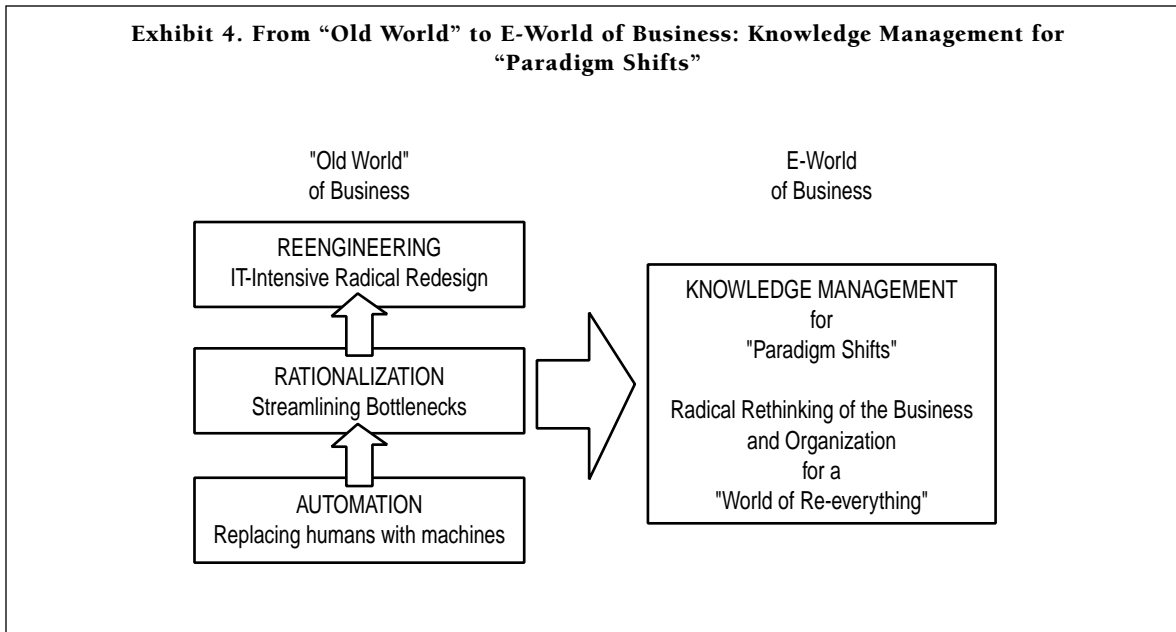 Exhibit 4. From “Old World” to E-World of Business: Knowledge Management for
“Paradigm Shifts”
"Old World"
of Business
REENGINEERING
IT-Intensive Radical Redesign
RATIONALIZATION
Streamlining Bottlenecks
AUTOMATION
Replacing humans with machines
E-World
of Business
KNOWLEDGE MANAGEMENT
for
"Paradigm Shifts"
Radical Rethinking of the Business
and Organization
for a
"World of Re-everything"